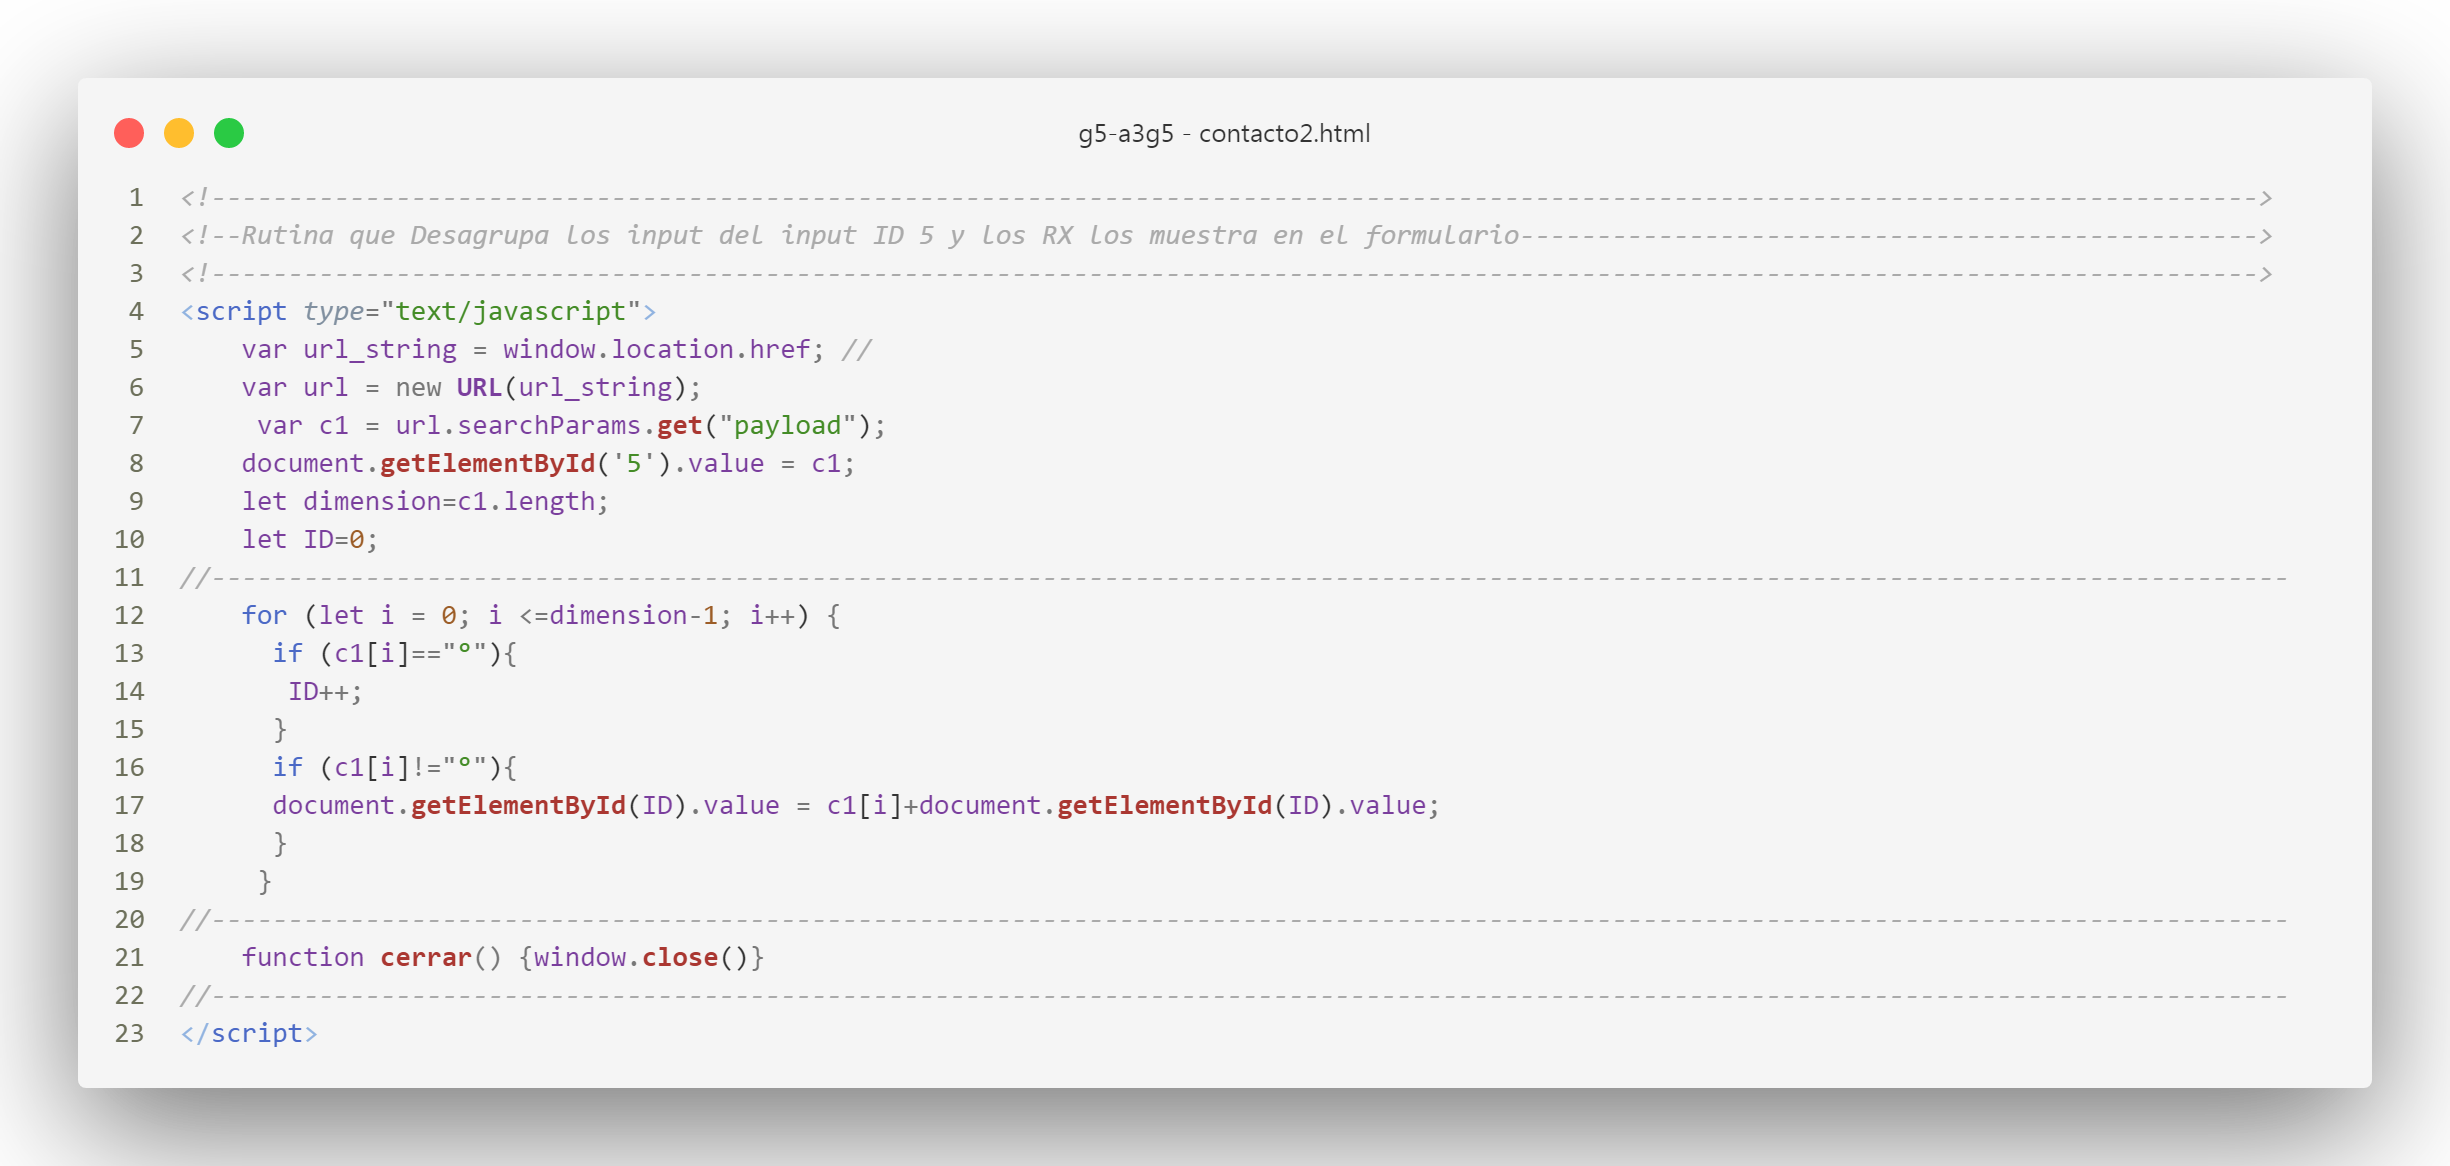 g5-a3g5 - contacto2.html
1 <!-------------------------------------------------------------------------------------------------------------------------------------->
2 <!--Rutina que Desagrupa los input del input ID 5 y los RX los muestra en el formulario------------------------------------------------>
3 <!-------------------------------------------------------------------------------------------------------------------------------------->
4 <script type="text/javascript">
5     var url_string = window.location.href; //
6     var url = new URL(url_string);
7      var c1 = url.searchParams.get("payload");
8     document.getElementById('5').value = c1;
9     let dimension=c1.length;
10     let ID=0;
11 //---------------------------------------------------------------------------------------------------------------------------------------
12     for (let i = 0; i <=dimension-1; i++) {
13       if (c1[i]=="°"){
14        ID++;
15       }
16       if (c1[i]!="°"){
17       document.getElementById(ID).value = c1[i]+document.getElementById(ID).value;
18       }
19      }
20 //---------------------------------------------------------------------------------------------------------------------------------------
21     function cerrar() {window.close()}
22 //---------------------------------------------------------------------------------------------------------------------------------------
23 </script>